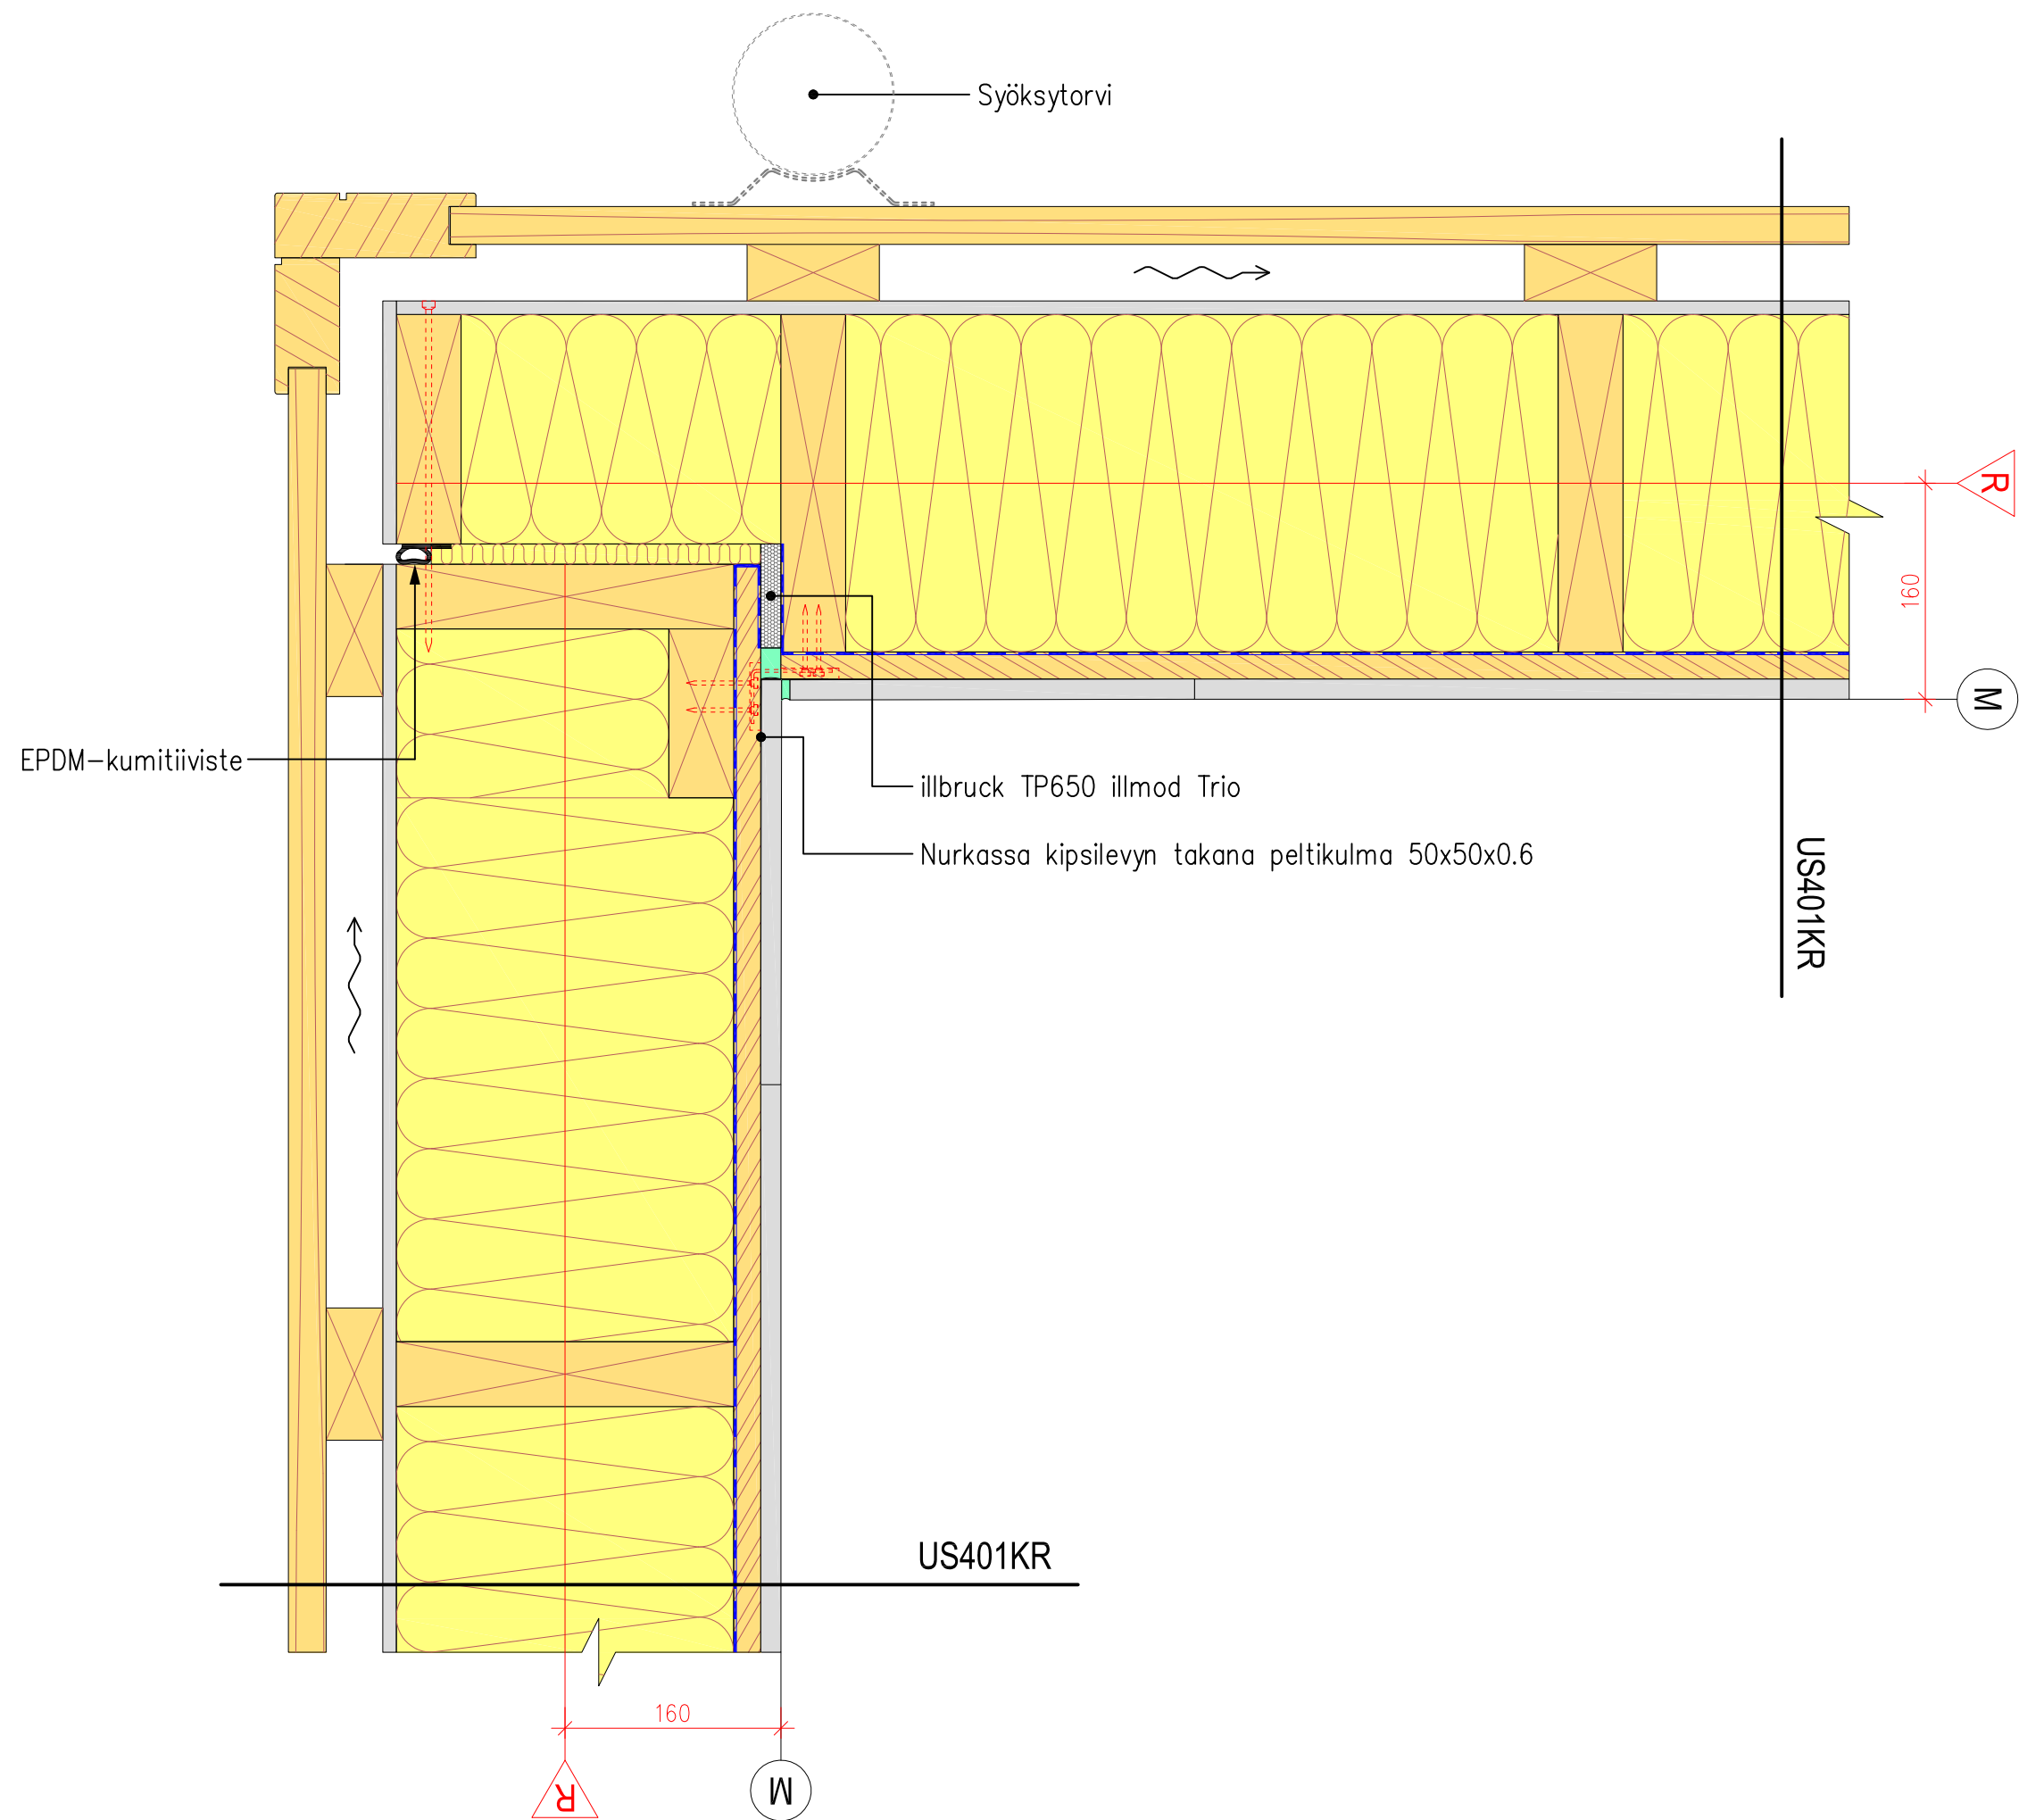 Syöksytorvi
R
160
M
EPDM-kumitiiviste
illbruck TP650 illmod Trio
Nurkassa kipsilevyn takana peltikulma 50x50x0.6
US401KR
US401KR
160
R
M